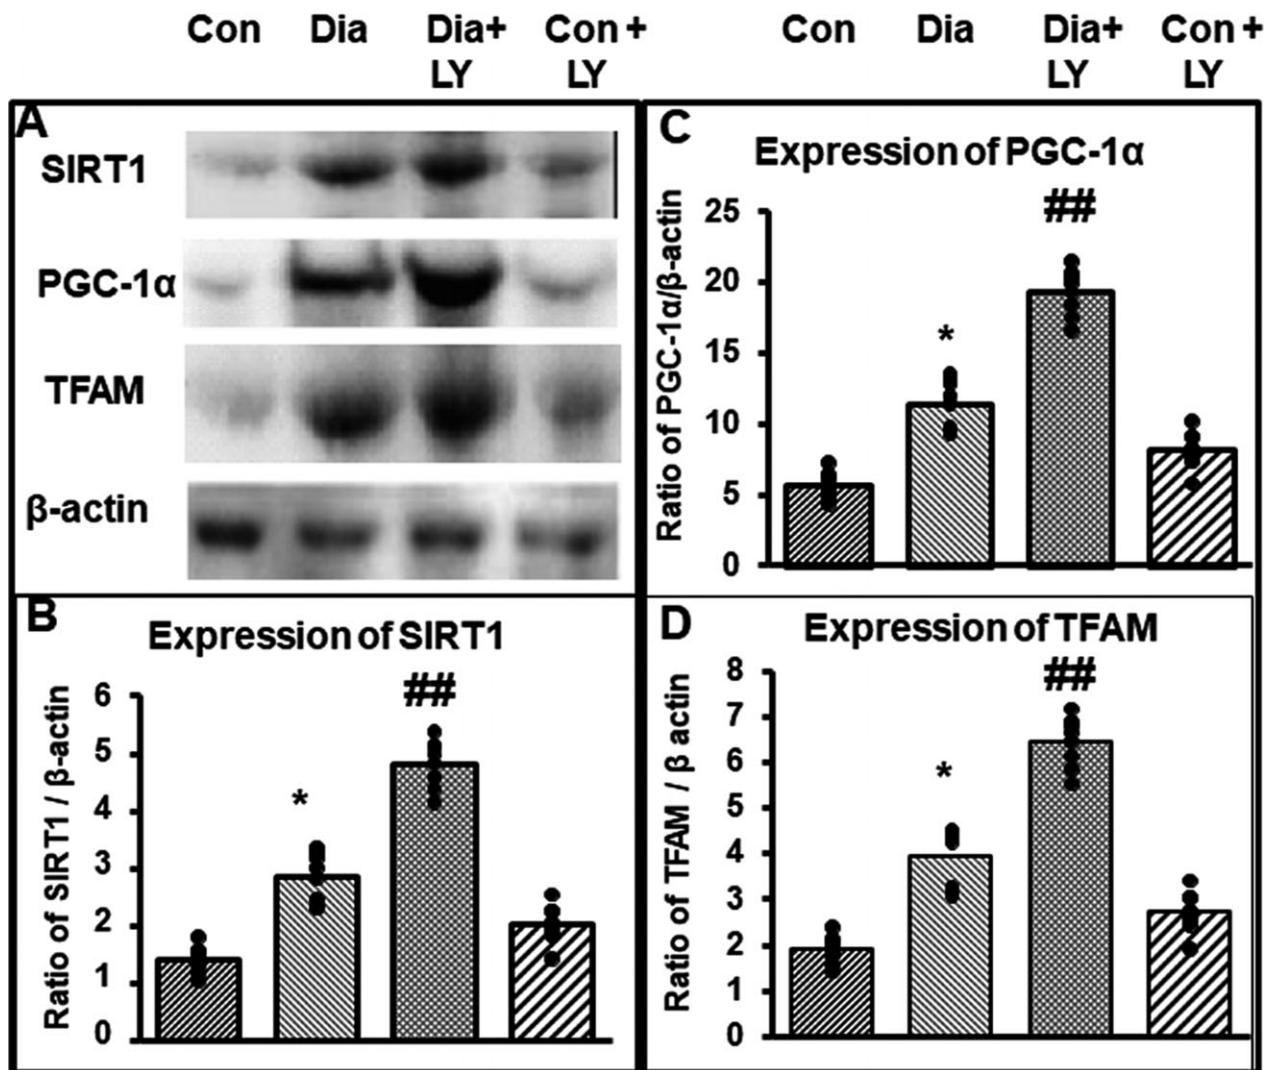 Con Dia Dia+ Con +
LY LY
Con Dia Dia+ Con +
LY LY
A
SIRT1
PGC-1α
TFAM
β-actin
B
Expression of SIRT1
##
*
Ratio of SIRT1 / β-actin
6
5
4
3
2
1
0
C
Expression of PGC-1α
##
*
Ratio of PGC-1α/β-actin
25
20
15
10
5
0
D
Expression of TFAM
##
*
Ratio of TFAM / β actin
8
7
6
5
4
3
2
1
0